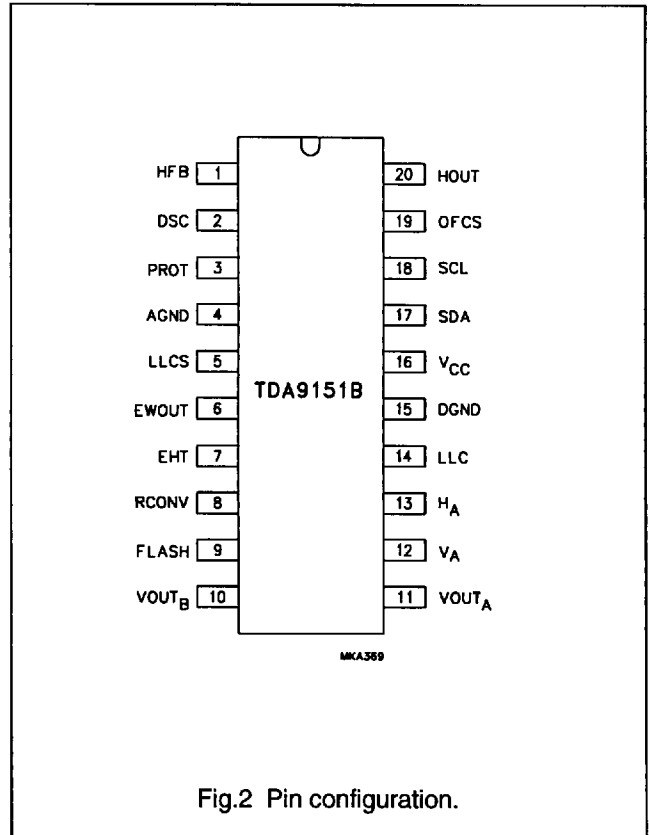 HFB 1 20 HOUT
DSC 2 19 OFCS
PROT 3 18 SCL
AGND 4 17 SDA
LLCS 5 16 VCC
TDA9151B
EWOUT 6 15 DGND
EHT 7 14 LLC
RCONV 8 13 HA
FLASH 9 12 VA
VOUTB 10 11 VOUTA
MKA369
Fig.2 Pin configuration.